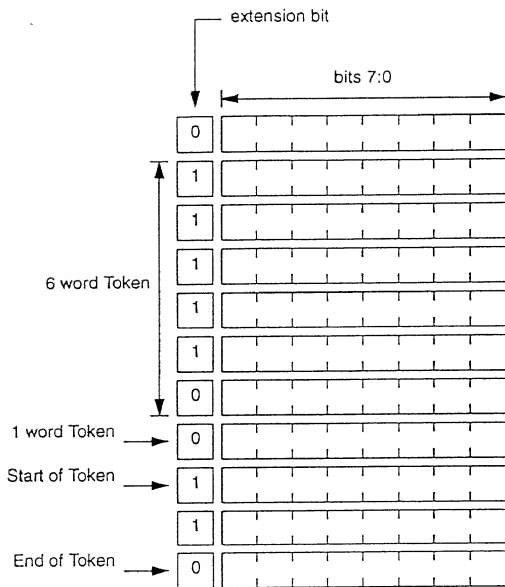 extension bit
bits 7:0
0
1
1
1
6 word Token
1
1
0
1 word Token
0
Start of Token
1
1
End of Token
0